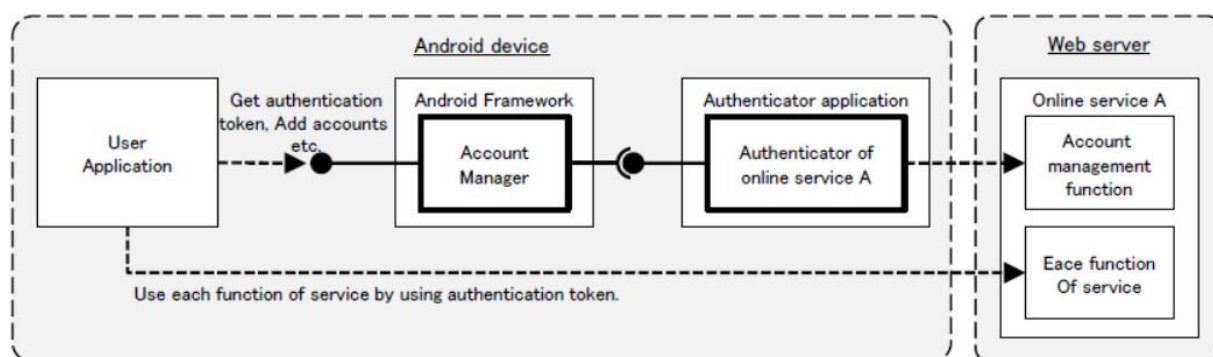 Android device
Web server
Get authentication
token, Add accounts
etc.
Android Framework
Authenticator application
Online service A
User
Application
Account
Manager
Authenticator of
online service A
Account
management
function
Use each function of service by using authentication token.
Eace function
Of service